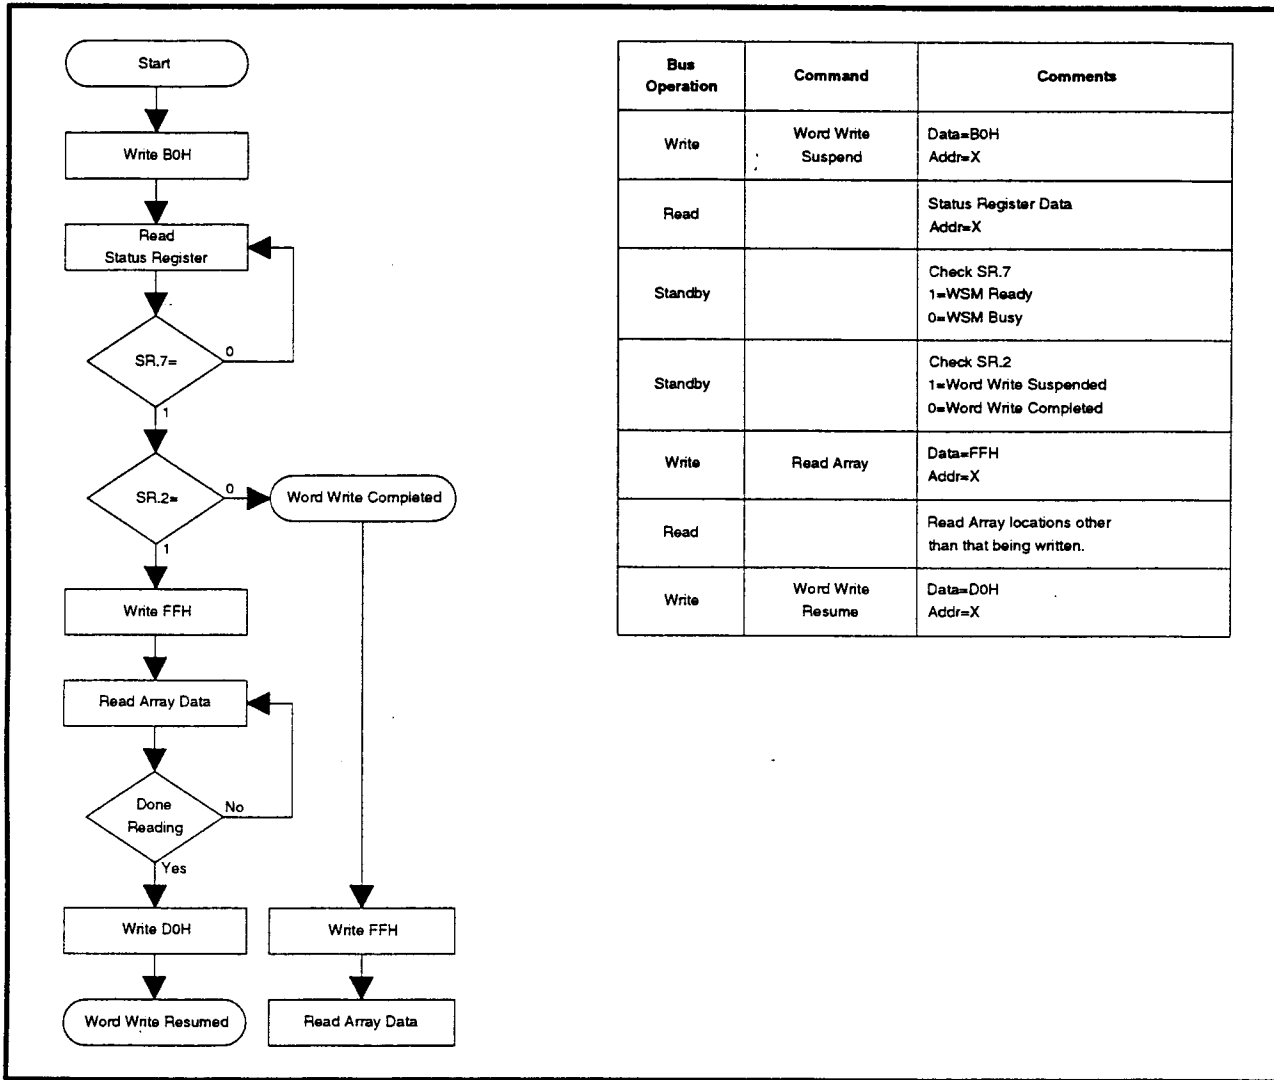 Start
Write B0H
Read
Status Register
SR.7=
0
1
SR.2=
0
Word Write Completed
1
Write FFH
Read Array Data
Done
Reading
No
Yes
Write D0H
Write FFH
Word Write Resumed
Read Array Data
Bus
Operation
Command
Comments
Write
Word Write
Suspend
Data=B0H
Addr=X
Read
Status Register Data
Addr=X
Standby
Check SR.7
1=WSM Ready
0=WSM Busy
Standby
Check SR.2
1=Word Write Suspended
0=Word Write Completed
Write
Read Array
Data=FFH
Addr=X
Read
Read Array locations other
than that being written.
Write
Word Write
Resume
Data=D0H
Addr=X